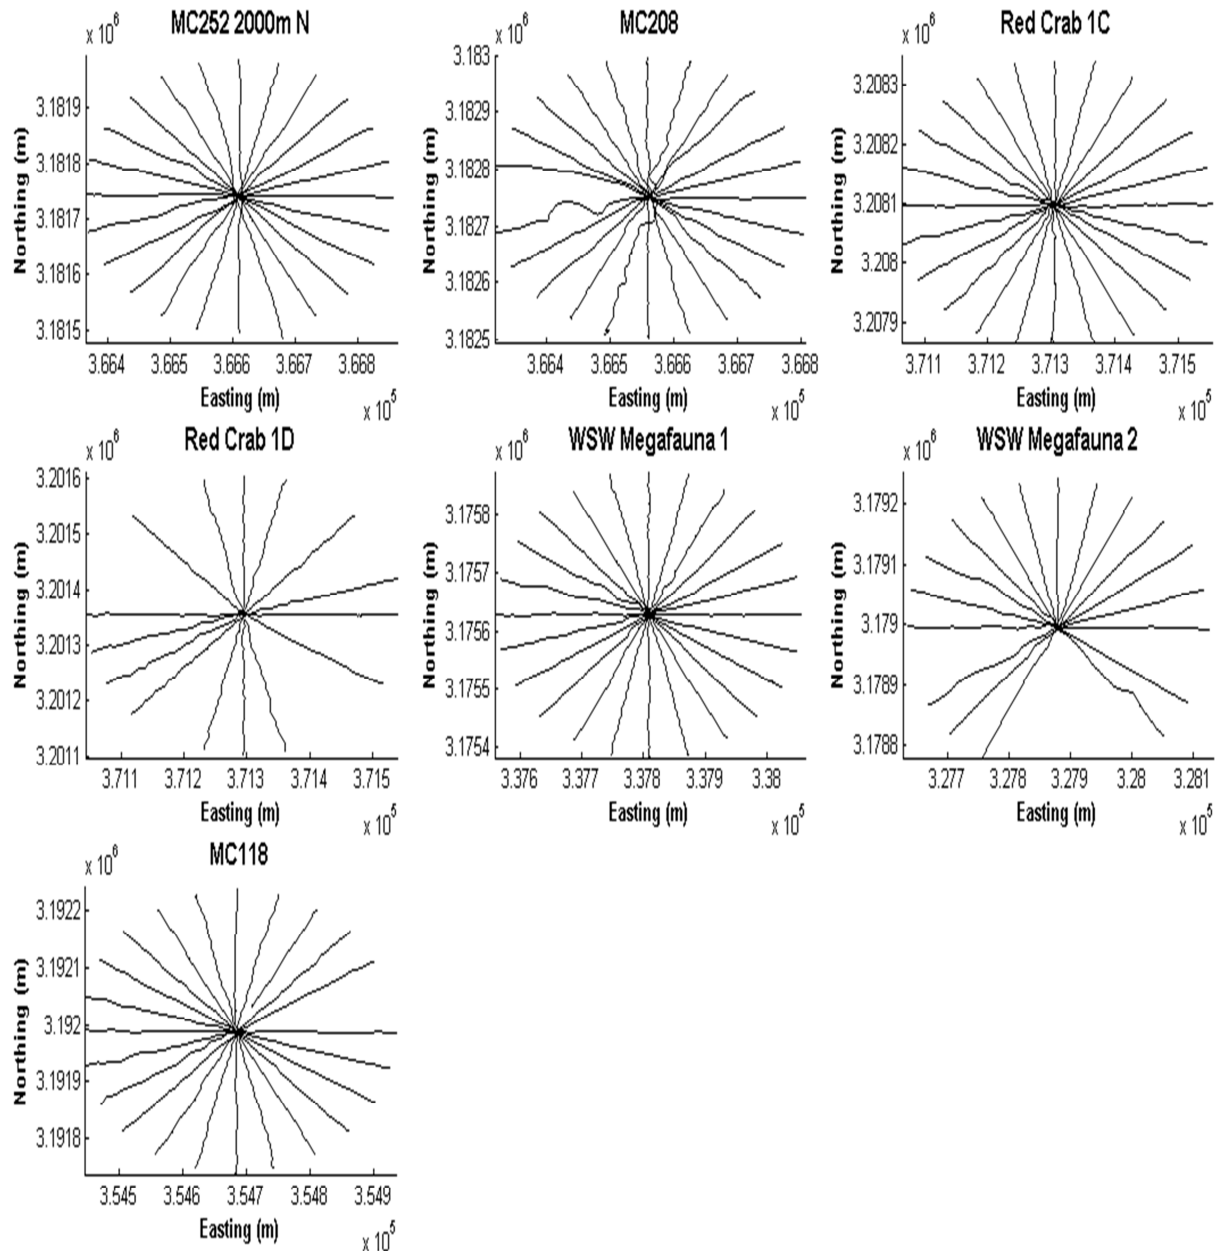 x 10^6 MC252 2000m N
3.1819
3.1818
3.1817
3.1816
3.1815
Northing (m)
3.664 3.665 3.666 3.667 3.668
Easting (m)
x 10^5
x 10^6 MC208
3.183
3.1829
3.1828
3.1827
3.1826
3.1825
Northing (m)
3.664 3.665 3.666 3.667 3.668
Easting (m)
x 10^5
x 10^6 Red Crab 1C
3.2083
3.2082
3.2081
3.208
3.2079
Northing (m)
3.711 3.712 3.713 3.714 3.715
Easting (m)
x 10^5
x 10^6 Red Crab 1D
3.2016
3.2015
3.2014
3.2013
3.2012
3.2011
Northing (m)
3.711 3.712 3.713 3.714 3.715
Easting (m)
x 10^5
x 10^6 WSW Megafauna 1
3.1758
3.1757
3.1756
3.1755
3.1754
Northing (m)
3.376 3.377 3.378 3.379 3.38
Easting (m)
x 10^5
x 10^6 WSW Megafauna 2
3.1792
3.1791
3.179
3.1789
3.1788
Northing (m)
3.277 3.278 3.279 3.28 3.281
Easting (m)
x 10^5
x 10^6 MC118
3.1922
3.1921
3.192
3.1919
3.1918
Northing (m)
3.545 3.546 3.547 3.548 3.549
Easting (m)
x 10^5